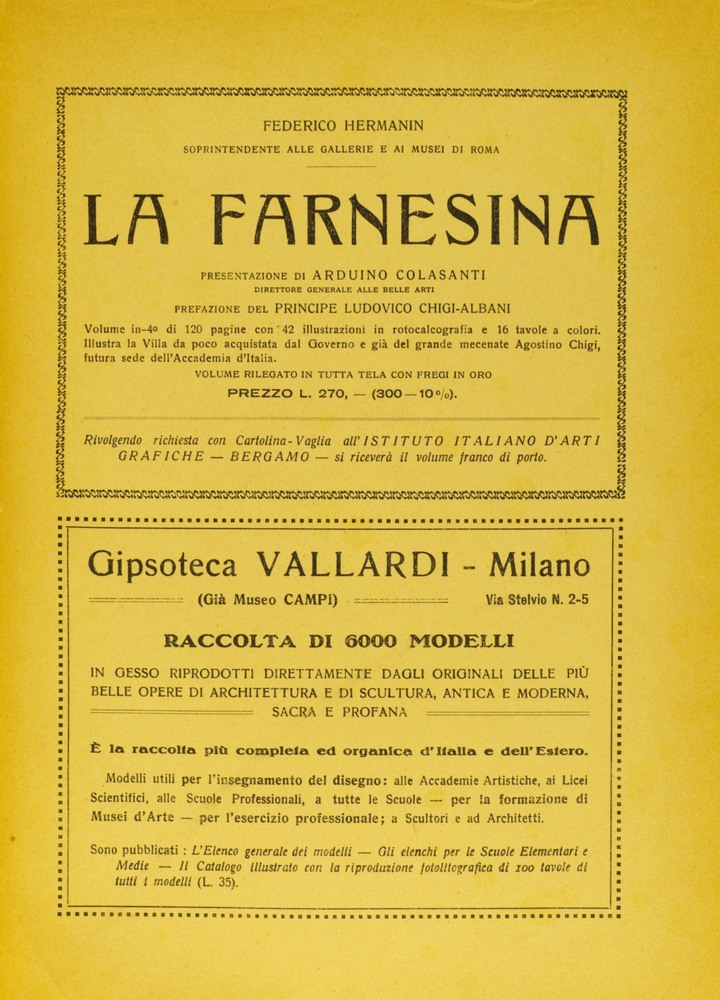 FEDERICO HERMANIN
SOPRINTENDENTE ALLE GALLERIE E AI MUSEI DI ROMA
LA FARNESINA
PRESENTAZIONE DI ARDUINO COLASANTI
DIRETTORE GENERALE ALLE BELLE ARTI
PREFAZIONE DEL PRINCIPE LUDOVICO CHIGI-ALBANI
Volume in-4º di 120 pagine con 42 illustrazioni in rotocalcografia e 16 tavole a colori.
Illustra la Villa da poco acquistata dal Governo e già del grande mecenate Agostino Chigi,
futura sede dell'Accademia d'Italia.
VOLUME RILEGATO IN TUTTA TELA CON FREGI IN ORO
PREZZO L. 270, — (300 — 10 %).
Rivolgendo richiesta con Cartolina-Vaglia all'ISTITUTO ITALIANO D'ARTI
GRAFICHE — BERGAMO — si riceverà il volume franco di porto.
Gipsoteca VALLARDI - Milano
(Già Museo CAMPI) Via Stelvio N. 2-5
RACCOLTA DI 6000 MODELLI
IN GESSO RIPRODOTTI DIRETTAMENTE DAGLI ORIGINALI DELLE PIÙ
BELLE OPERE DI ARCHITETTURA E DI SCULTURA, ANTICA E MODERNA,
SACRA E PROFANA
È la raccolta più completa ed organica d'Italia e dell'Estero.
Modelli utili per l'insegnamento del disegno: alle Accademie Artistiche, ai Licei
Scientifici, alle Scuole Professionali, a tutte le Scuole — per la formazione di
Musei d'Arte — per l'esercizio professionale; a Scultori e ad Architetti.
Sono pubblicati : L'Elenco generale dei modelli — Gli elenchi per le Scuole Elementari e
Medie — Il Catalogo illustrato con la riproduzione fotolitografica di 100 tavole di
tutti i modelli (L. 35).